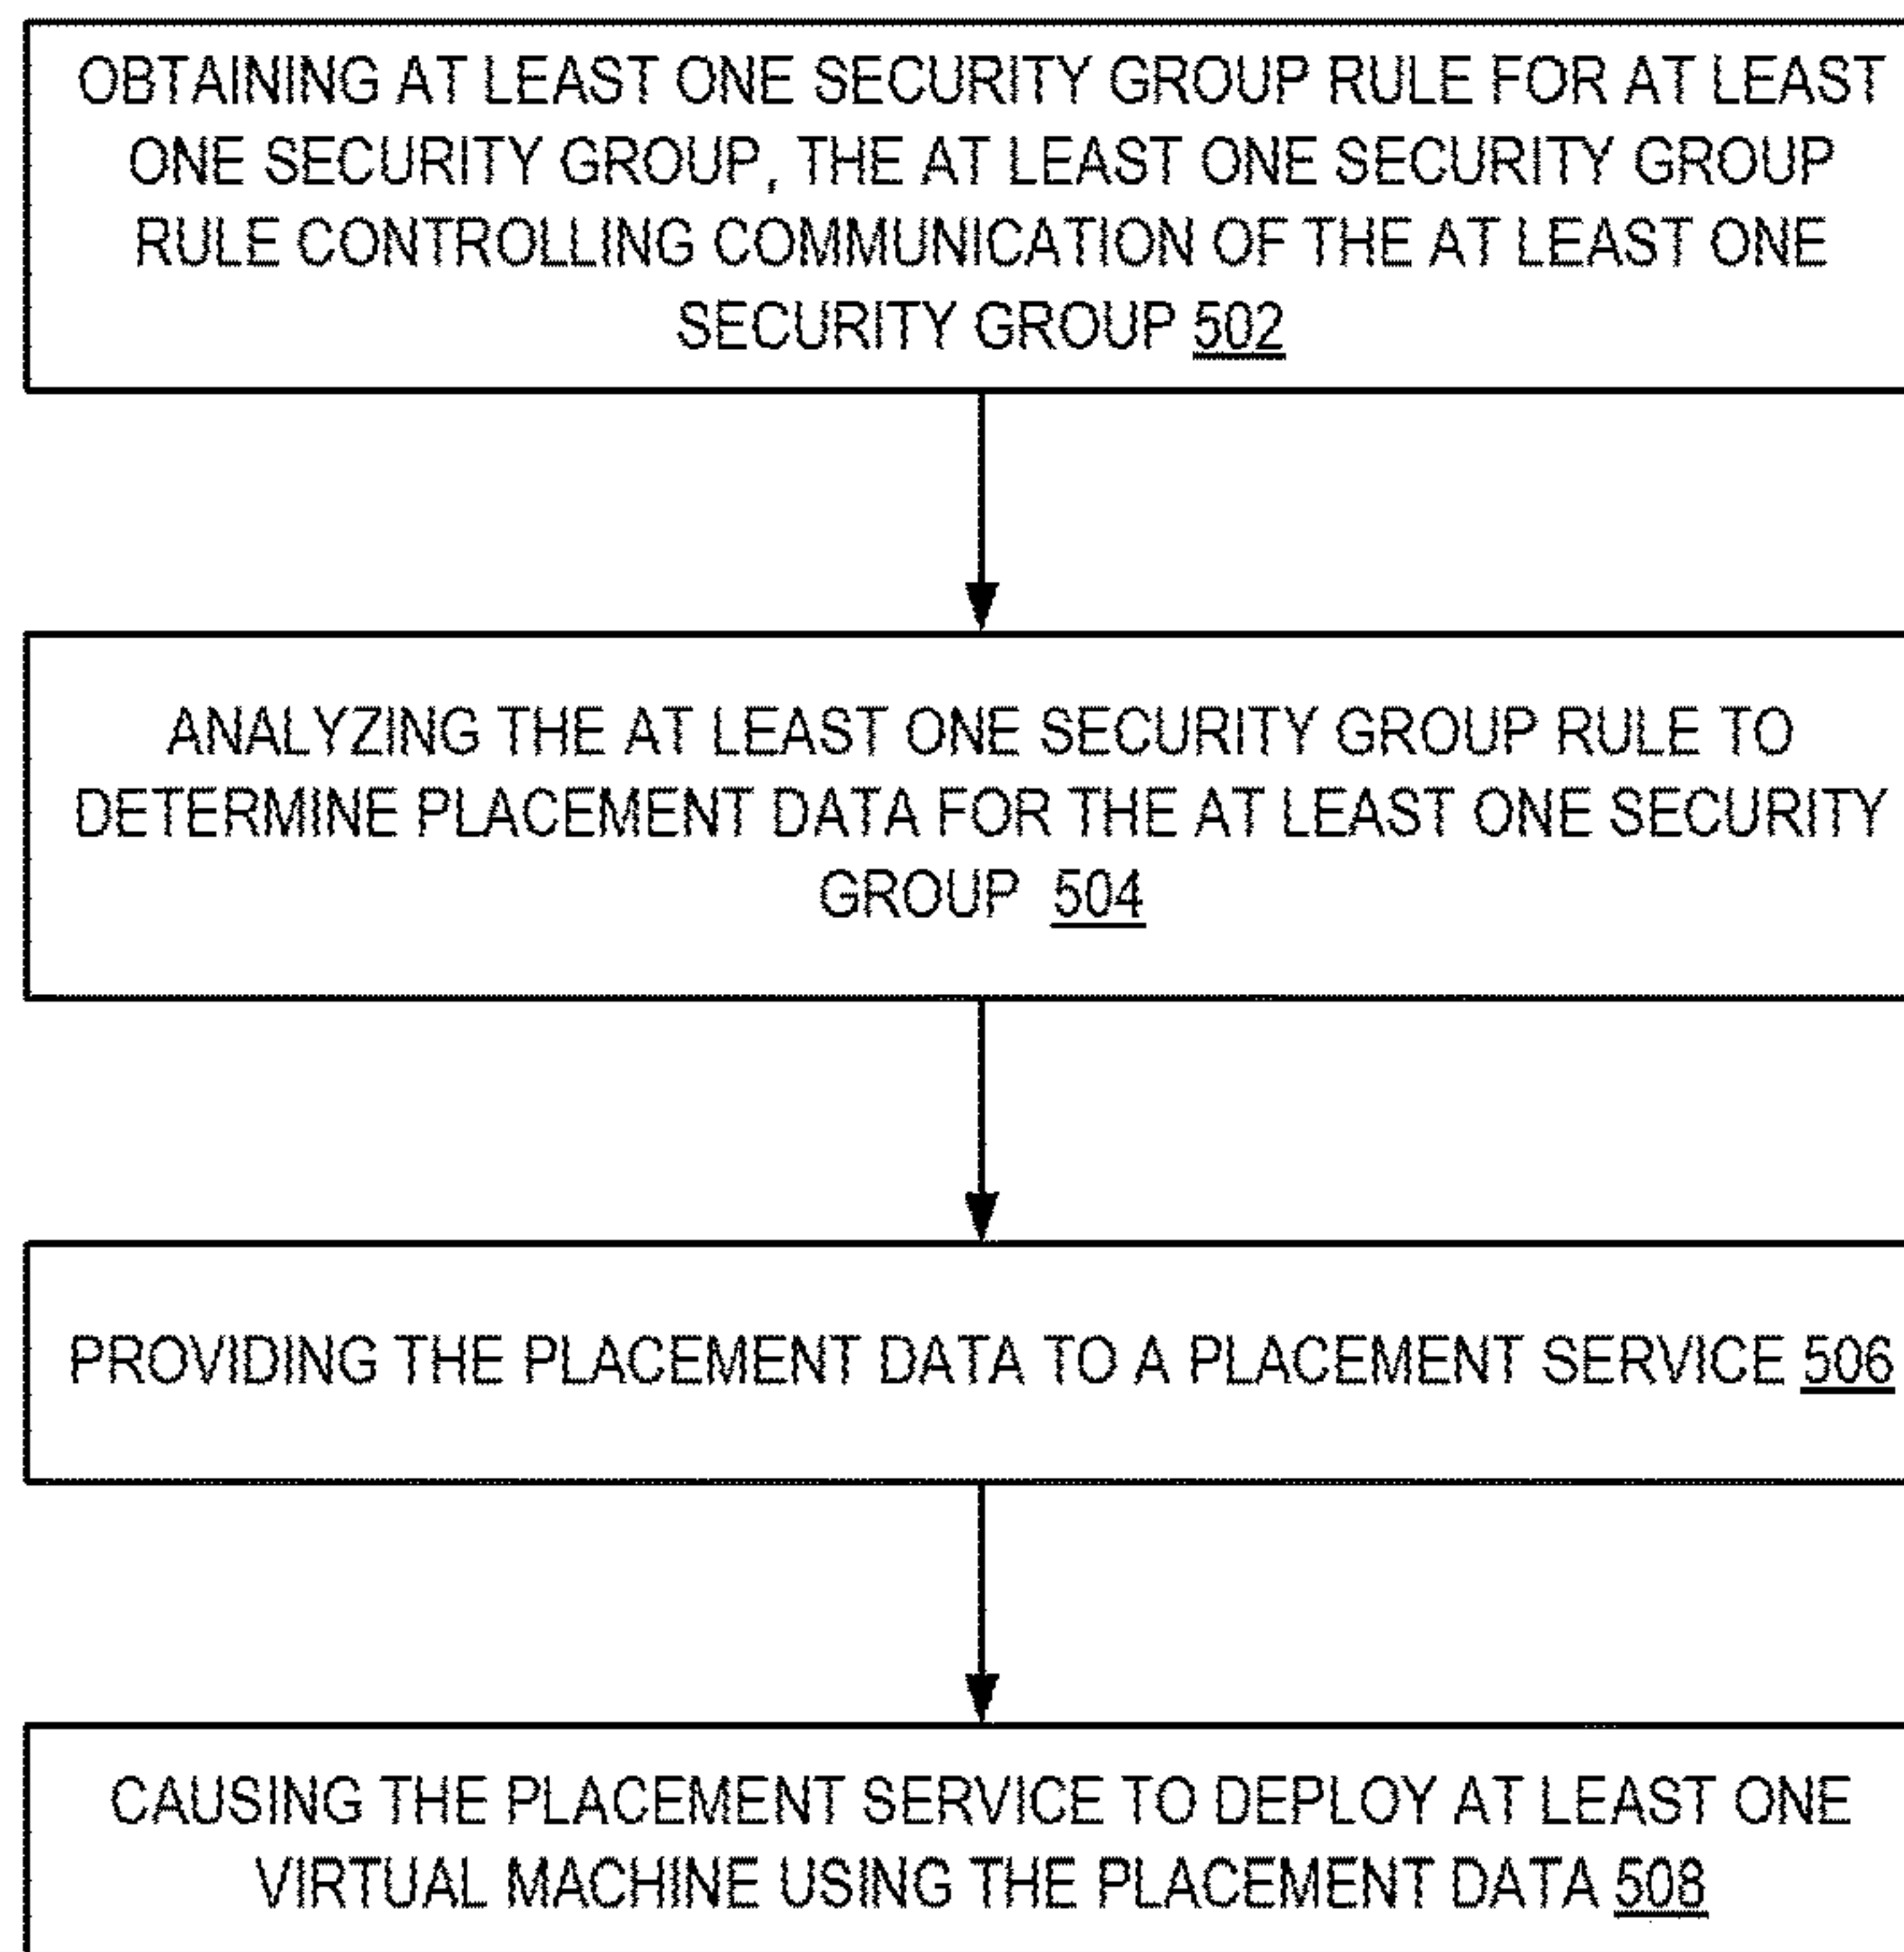 OBTAINING AT LEAST ONE SECURITY GROUP RULE FOR AT LEAST
ONE SECURITY GROUP, THE AT LEAST ONE SECURITY GROUP
RULE CONTROLLING COMMUNICATION OF THE AT LEAST ONE
SECURITY GROUP 502
ANALYZING THE AT LEAST ONE SECURITY GROUP RULE TO
DETERMINE PLACEMENT DATA FOR THE AT LEAST ONE SECURITY
GROUP 504
PROVIDING THE PLACEMENT DATA TO A PLACEMENT SERVICE 506
CAUSING THE PLACEMENT SERVICE TO DEPLOY AT LEAST ONE
VIRTUAL MACHINE USING THE PLACEMENT DATA 508